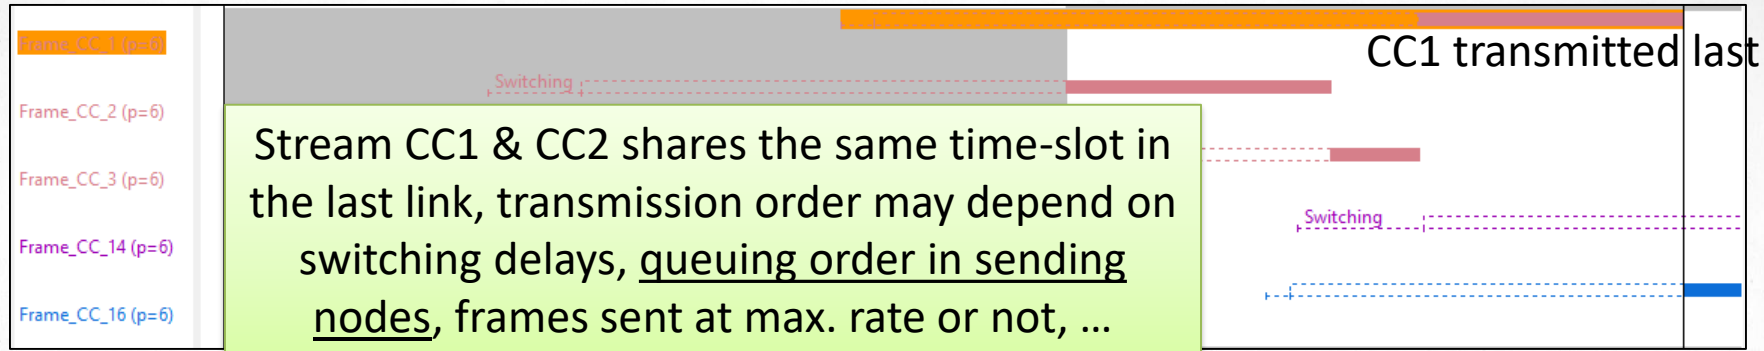 Frame_CC_1 (p=6)
CC1 transmitted last
Switching
Frame_CC_2 (p=6)
Stream CC1 & CC2 shares the same time-slot in
the last link, transmission order may depend on
switching delays, queuing order in sending
nodes, frames sent at max. rate or not, ...
Frame_CC_3 (p=6)
Switching
Frame_CC_14 (p=6)
Frame_CC_16 (p=6)